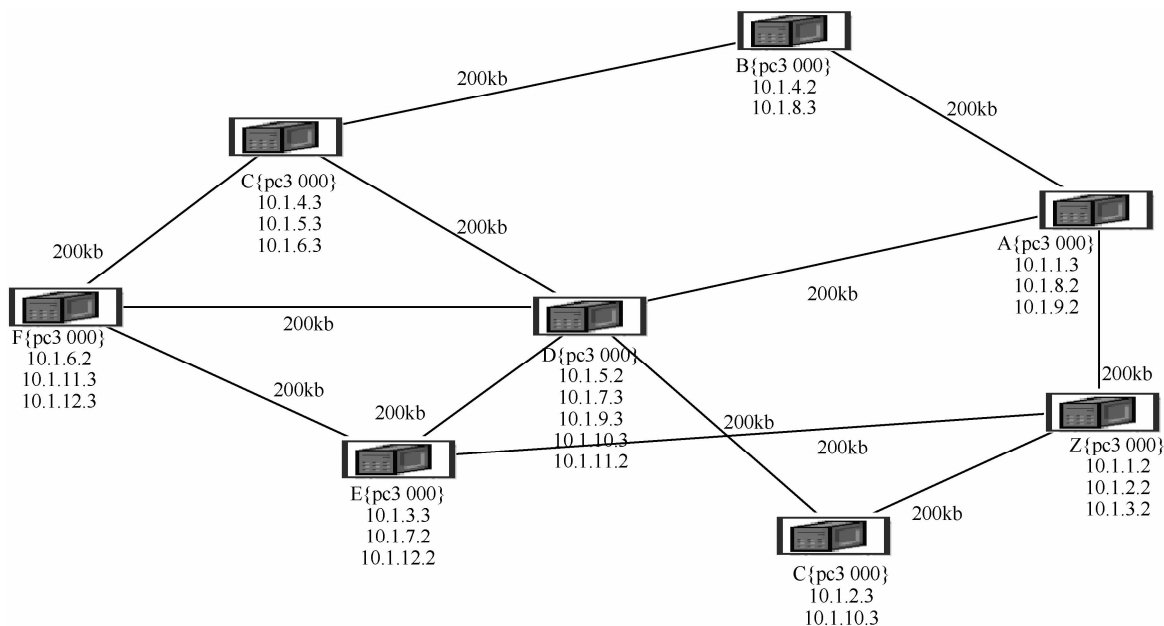 B{pc3 000}
10.1.4.2
10.1.8.3
200kb
200kb
C{pc3 000}
10.1.4.3
10.1.5.3
10.1.6.3
200kb
200kb
A{pc3 000}
10.1.1.3
10.1.8.2
10.1.9.2
200kb
200kb
F{pc3 000}
10.1.6.2
10.1.11.3
10.1.12.3
D{pc3 000}
10.1.5.2
10.1.7.3
10.1.9.3
10.1.10.3
10.1.11.2
200kb
200kb
200kb
200kb
200kb
Z{pc3 000}
10.1.1.2
10.1.2.2
10.1.3.2
E{pc3 000}
10.1.3.3
10.1.7.2
10.1.12.2
200kb
C{pc3 000}
10.1.2.3
10.1.10.3